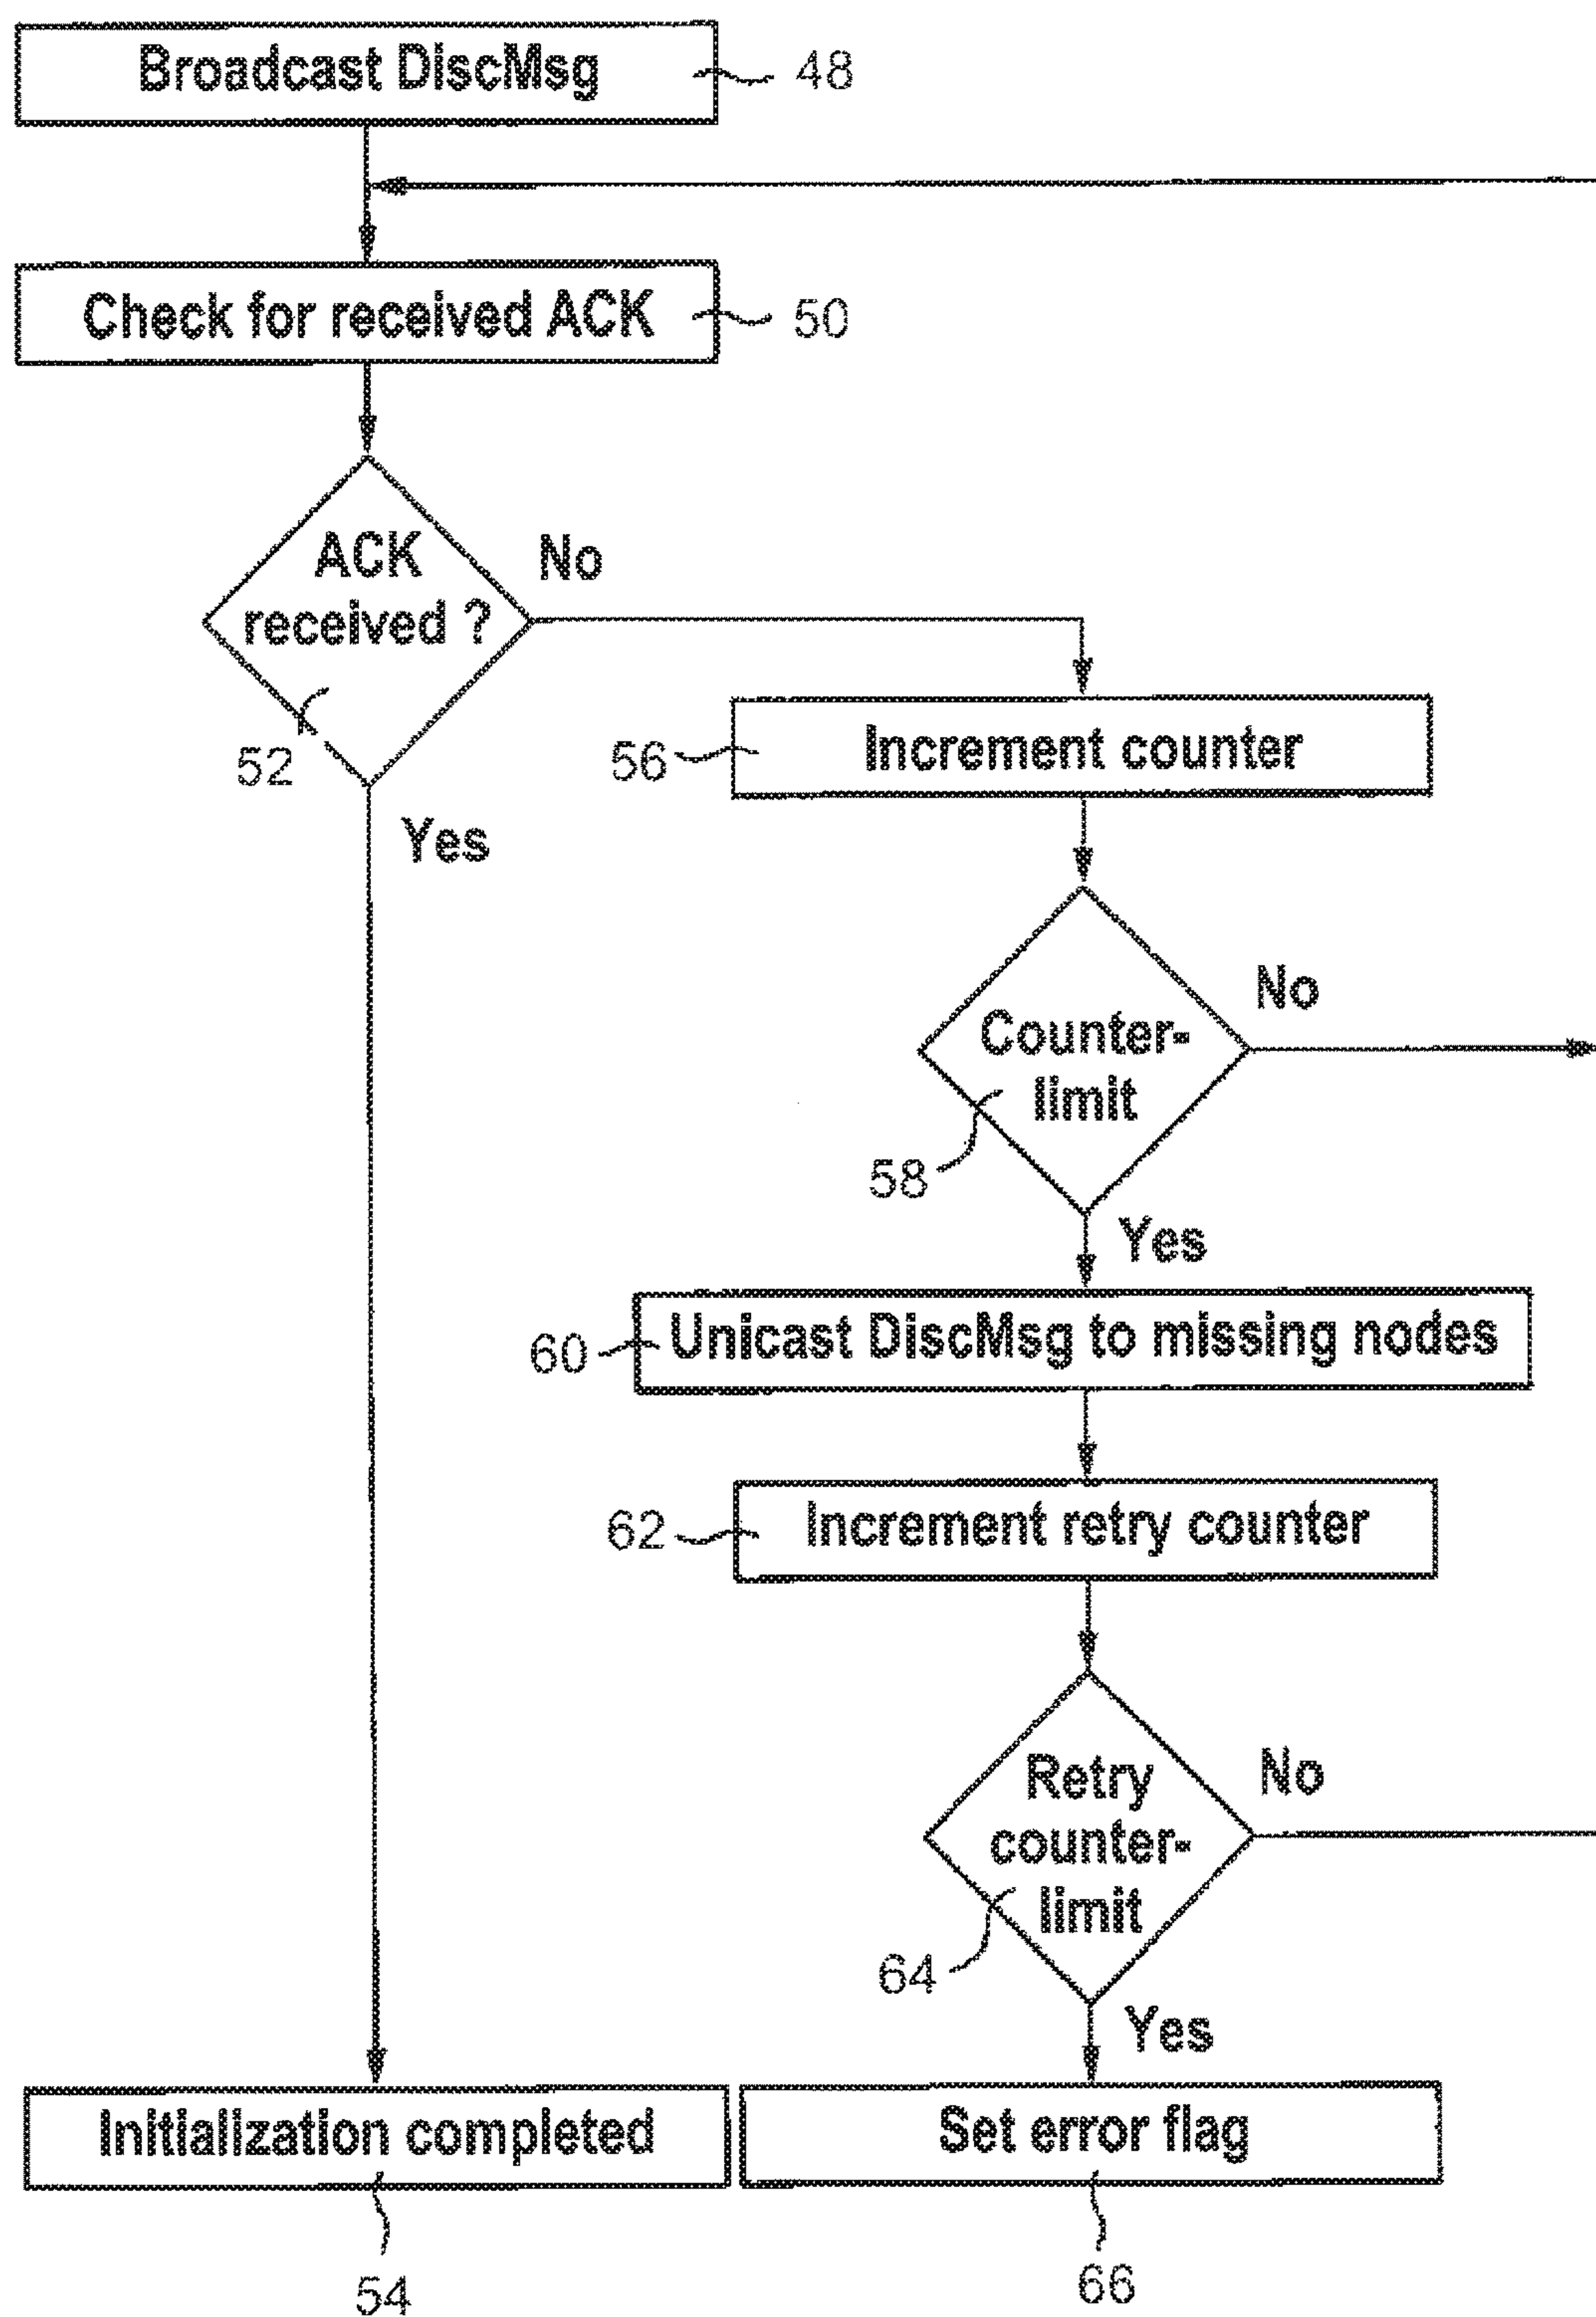 Broadcast DiscMsg
48
Check for received ACK
50
ACK
received ?
No
52
Yes
56
Increment counter
Counter-
limit
No
58
Yes
60
Unicast DiscMsg to missing nodes
62
Increment retry counter
Retry
counter-
limit
No
64
Yes
Initialization completed
Set error flag
54
66